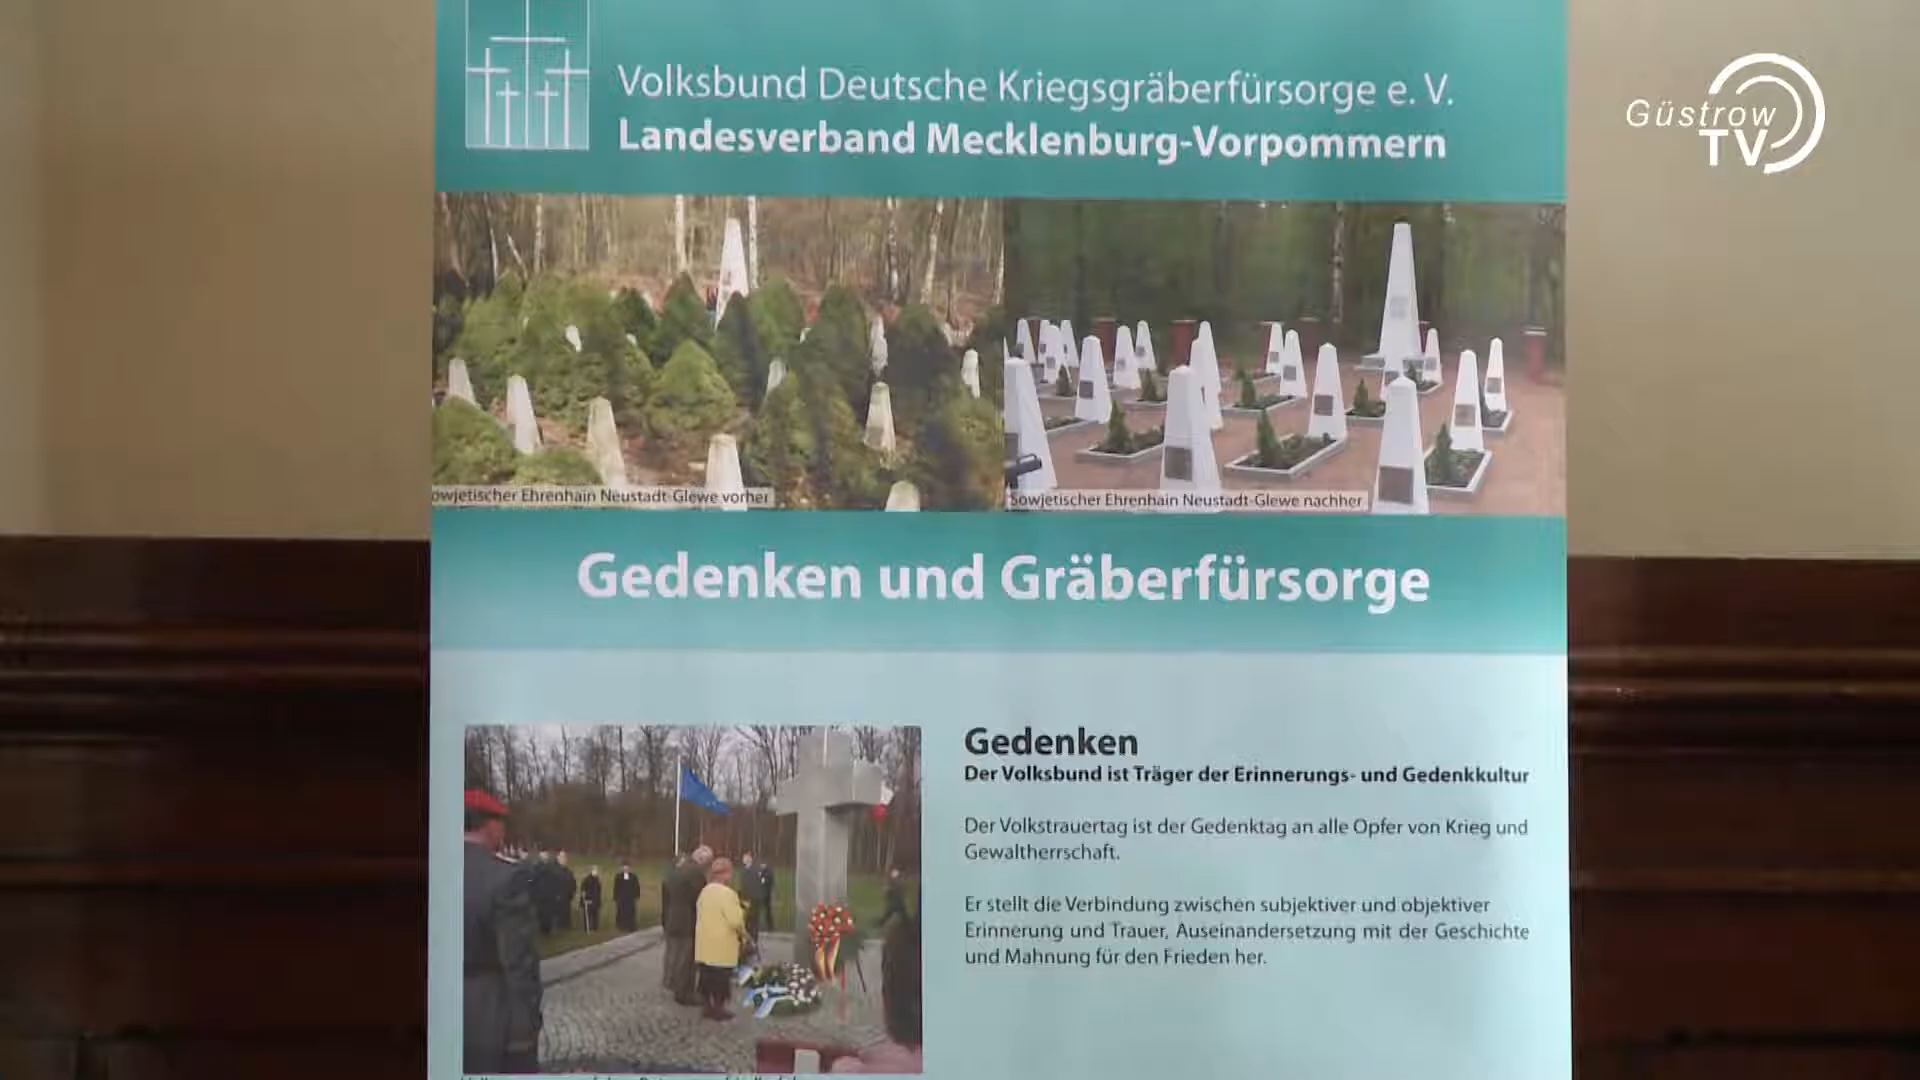 Volksbund Deutsche Kriegsgräberfürsorge e. V.
Landesverband Mecklenburg-Vorpommern
Güstrow
TV
owjetischer Ehrenhain Neustadt-Glewe vorher
Sowjetischer Ehrenhain Neustadt-Glewe nachher
Gedenken und Gräberfürsorge
Gedenken
Der Volksbund ist Träger der Erinnerungs- und Gedenkkultur
Der Volkstrauertag ist der Gedenktag an alle Opfer von Krieg und
Gewaltherrschaft.
Er stellt die Verbindung zwischen subjektiver und objektiver
Erinnerung und Trauer, Auseinandersetzung mit der Geschichte
und Mahnung für den Frieden her.